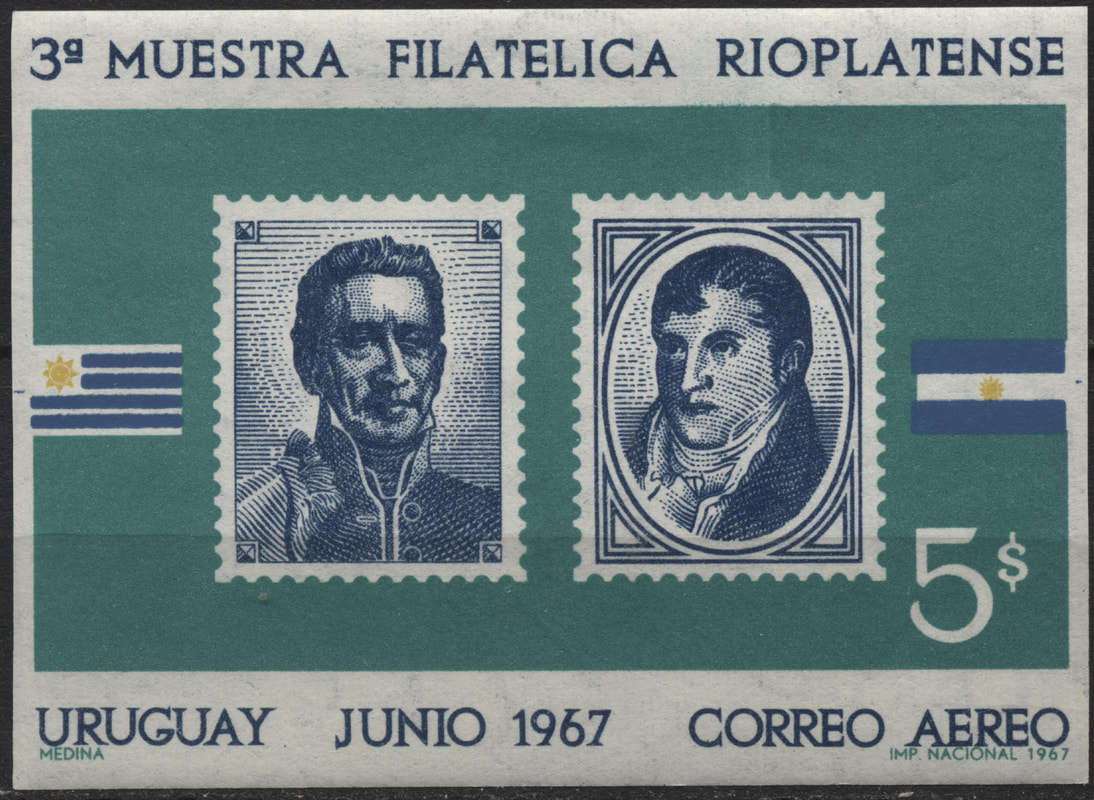 3ª MUESTRA FILATELICA RIOPLATENSE
5$
URUGUAY JUNIO 1967 CORREO AEREO
MEDINA IMP. NACIONAL 1967